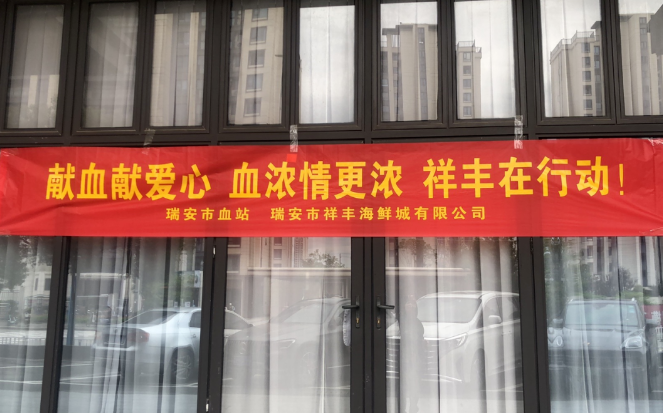 献血献爱心 血浓情更浓 祥丰在行动！
瑞安市血站 瑞安市祥丰海鲜城有限公司